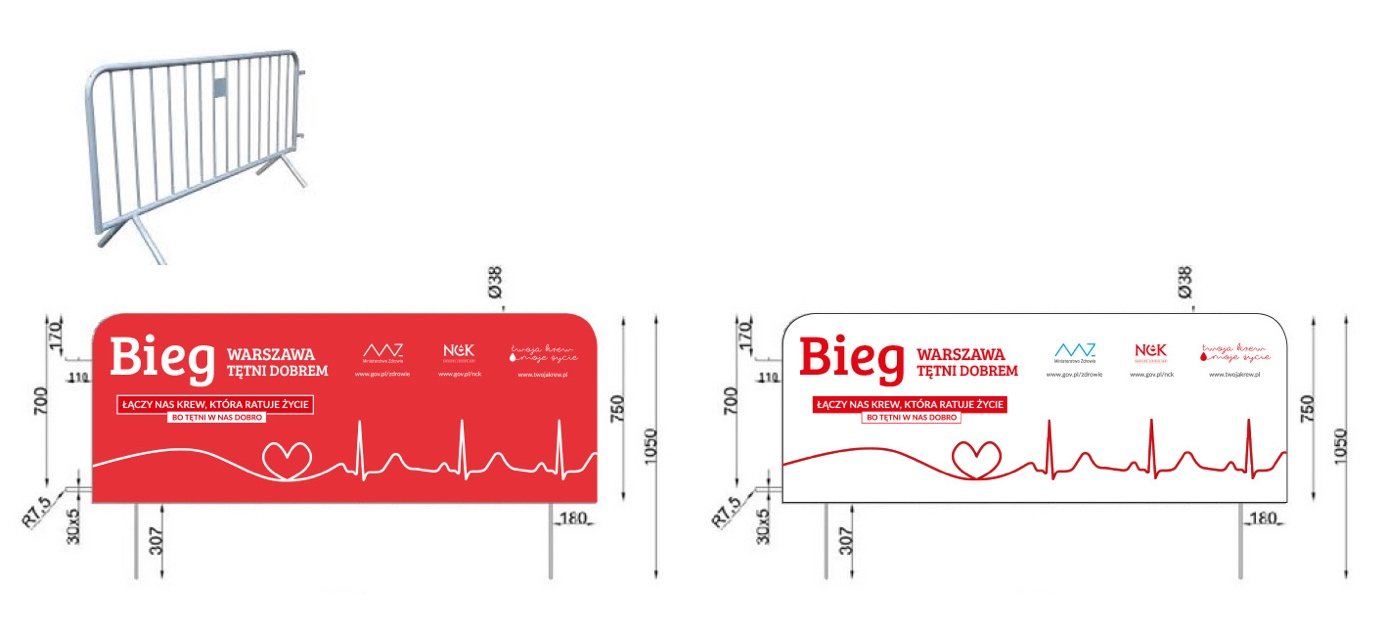 Ø38
170
110
700
R7,5
30x5
307
180
750
1050
Bieg
WARSZAWA
TĘTNI DOBREM
Ministerstwo Zdrowia
www.gov.pl/zdrowie
NCK
www.gov.pl/nck
twoja krew
moje życie
www.twojakrew.pl
ŁĄCZY NAS KREW, KTÓRA RATUJE ŻYCIE
BO TĘTNI W NAS DOBRO
Ø38
170
110
700
R7,5
30x5
307
180
750
1050
Bieg
WARSZAWA
TĘTNI DOBREM
Ministerstwo Zdrowia
www.gov.pl/zdrowie
NCK
www.gov.pl/nck
twoja krew
moje życie
www.twojakrew.pl
ŁĄCZY NAS KREW, KTÓRA RATUJE ŻYCIE
BO TĘTNI W NAS DOBRO